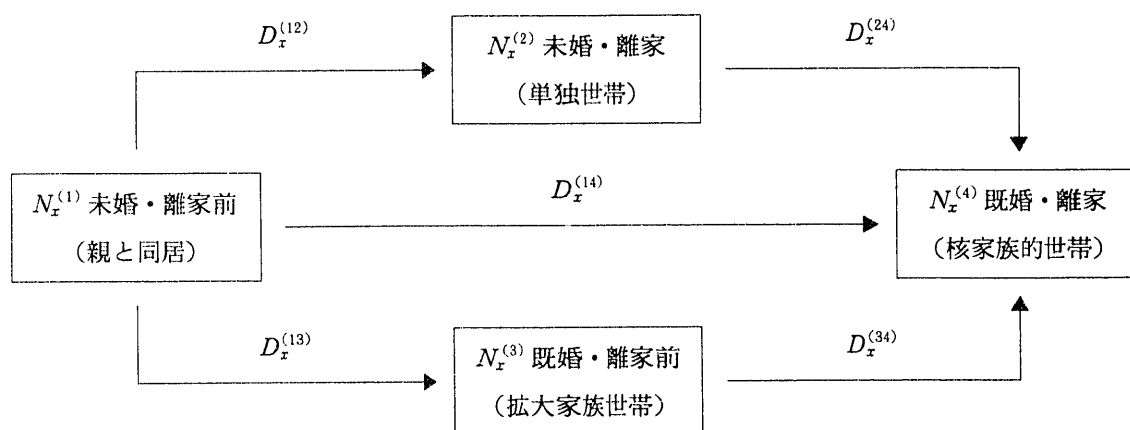 D_x^{(12)}
N_x^{(2)} 未婚・離家
（単独世帯）
D_x^{(24)}
N_x^{(1)} 未婚・離家前
（親と同居）
D_x^{(14)}
N_x^{(4)} 既婚・離家
（核家族的世帯）
D_x^{(13)}
N_x^{(3)} 既婚・離家前
（拡大家族世帯）
D_x^{(34)}